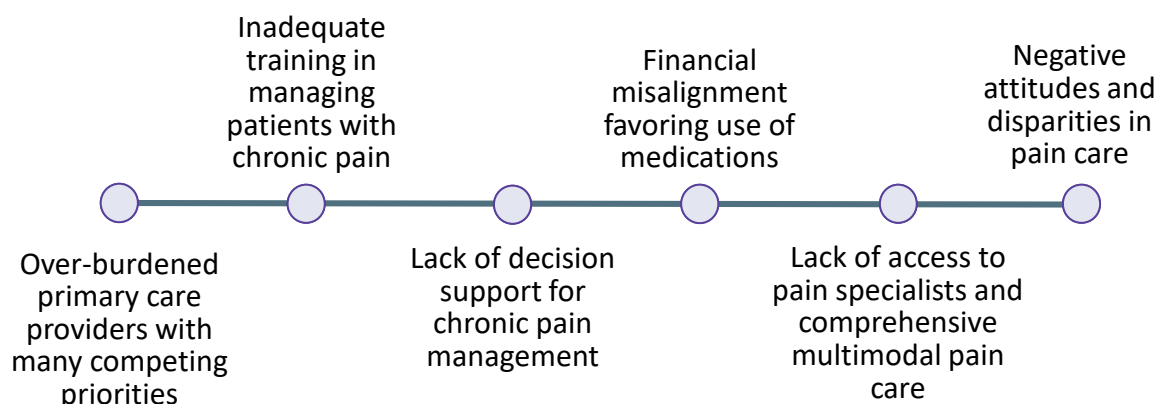 Over-burdened
primary care
providers with
many competing
priorities
Inadequate
training in
managing
patients with
chronic pain
Lack of decision
support for
chronic pain
management
Financial
misalignment
favoring use of
medications
Lack of access to
pain specialists and
comprehensive
multimodal pain
care
Negative
attitudes and
disparities in
pain care